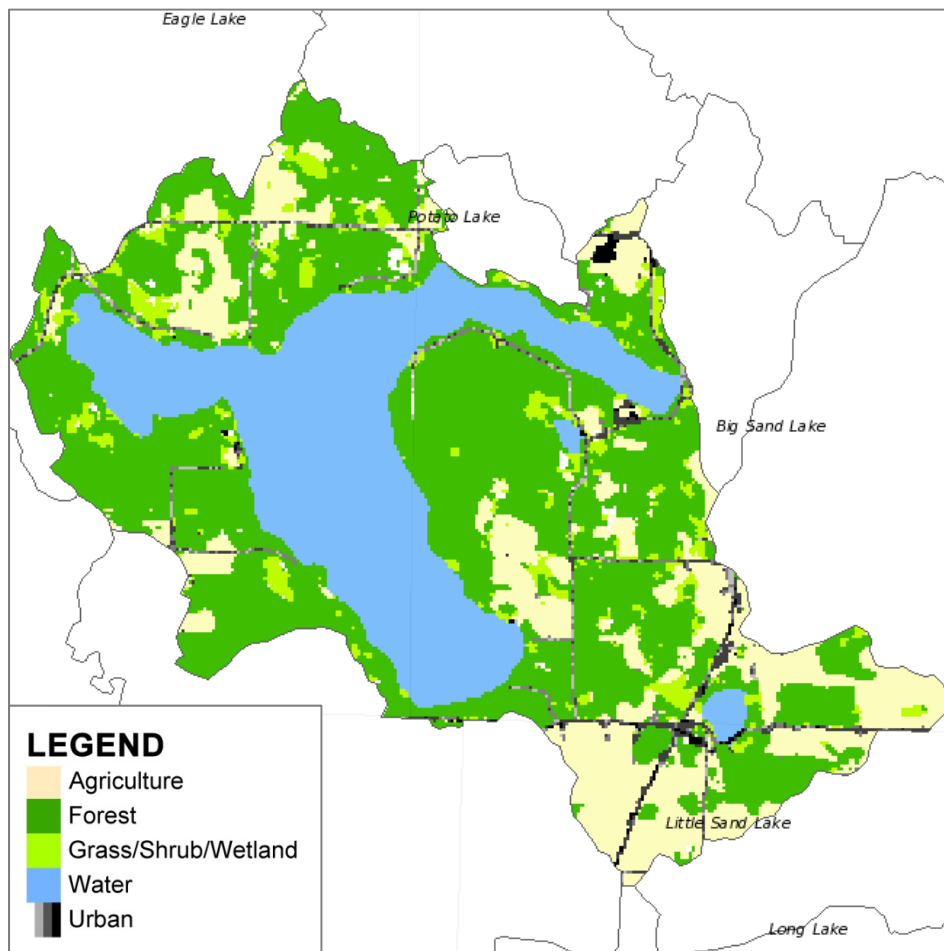 Eagle Lake
Potato Lake
Big Sand Lake
LEGEND
Agriculture
Forest
Grass/Shrub/Wetland
Water
Urban
Little Sand Lake
Long Lake